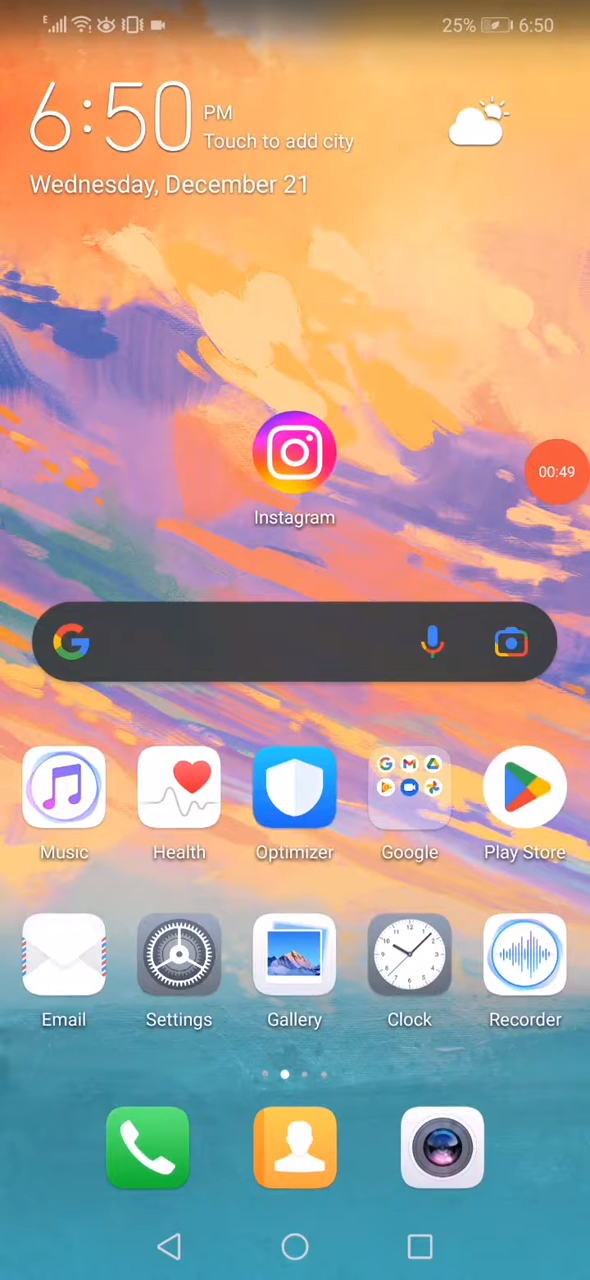 E 25% 6:50
6:50 PM
Touch to add city
Wednesday, December 21
Instagram
00:49
Music Health Optimizer Google Play Store
Email Settings Gallery Clock Recorder